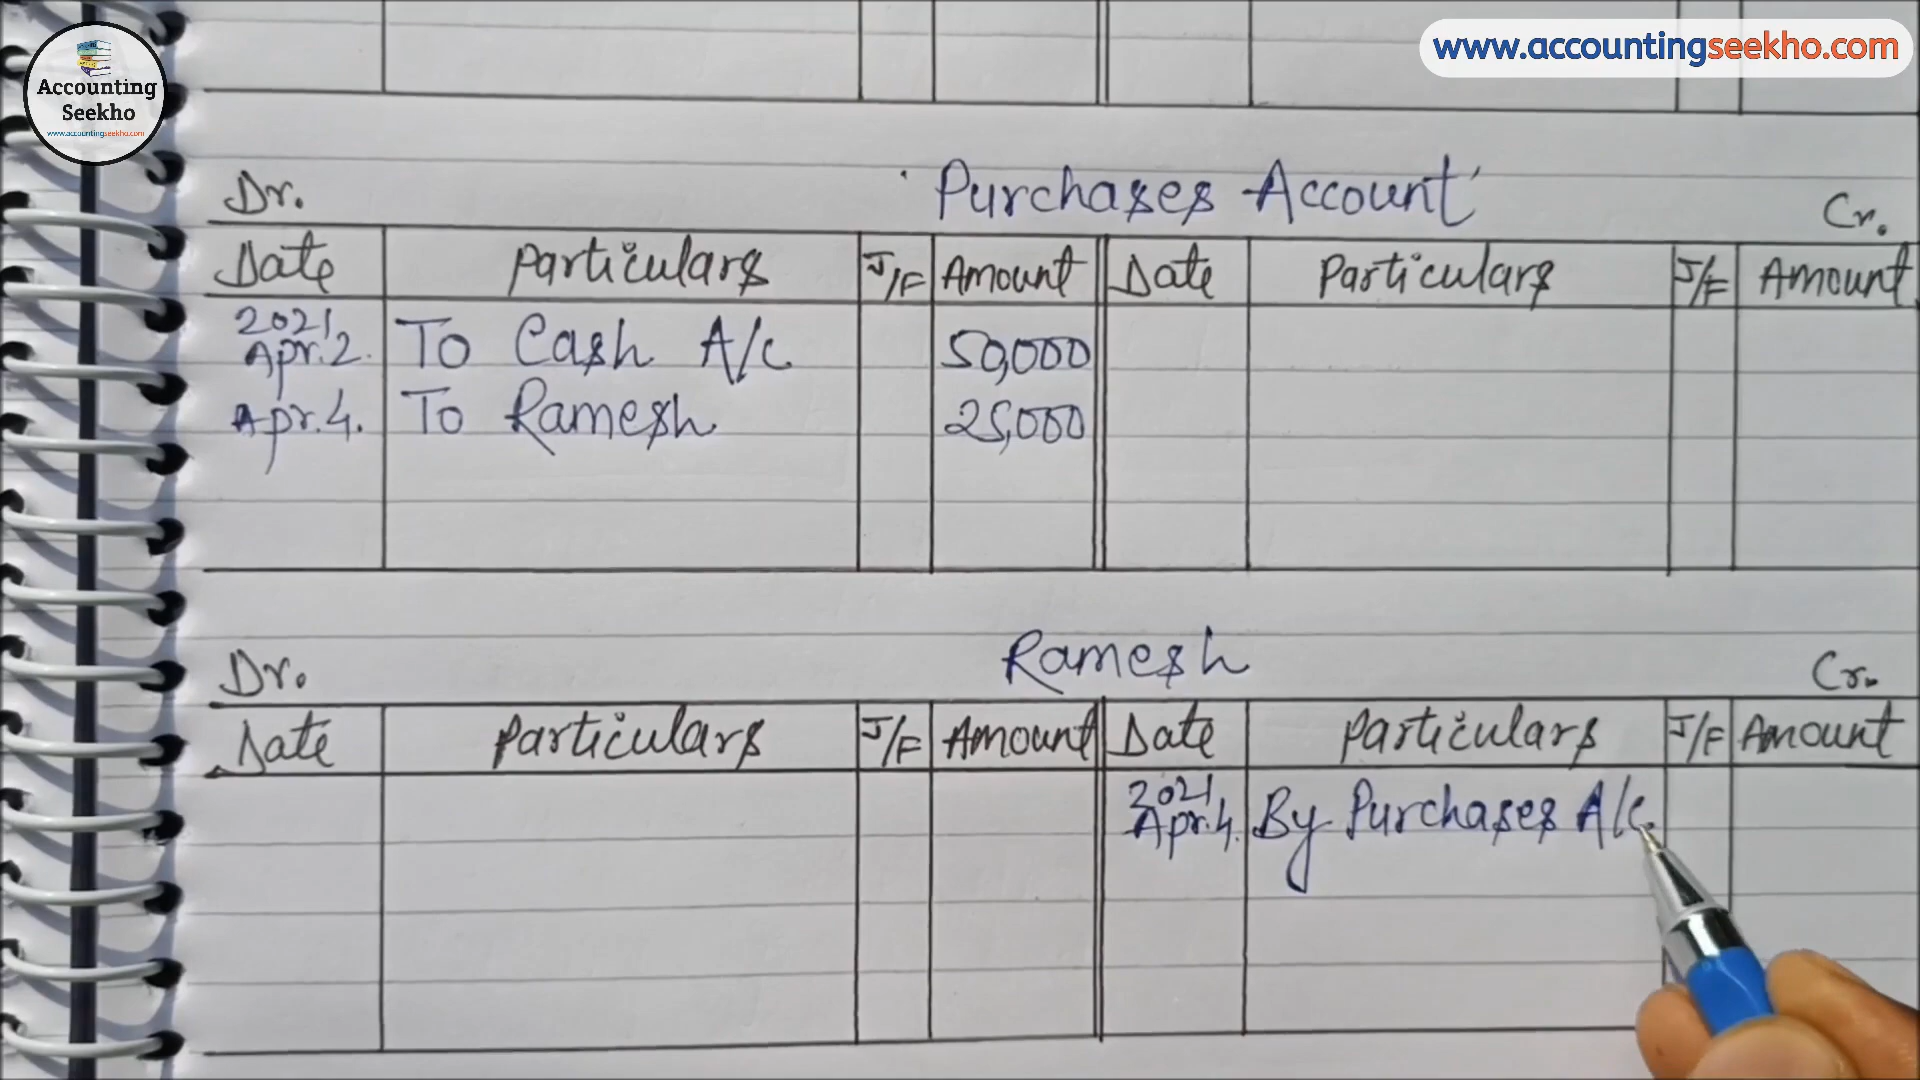 Accounting
Seekho
www.accountingseekho.com
www.accountingseekho.com
Dr. 'Purchases Account' Cr.
Date Particulars J/F Amount Date Particulars J/F Amount
2021
Apr.2. To Cash A/c 50,000
Apr.4. To Ramesh 25,000
Dr. Ramesh Cr.
Date Particulars J/F Amount Date Particulars J/F Amount
2021
Apr.4. By Purchases A/c.